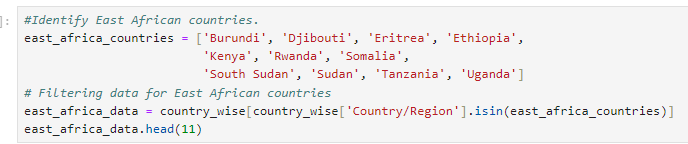 ]:
#Identify East African countries.
east_africa_countries = ['Burundi', 'Djibouti', 'Eritrea', 'Ethiopia',
'Kenya', 'Rwanda', 'Somalia',
'South Sudan', 'Sudan', 'Tanzania', 'Uganda']
# Filtering data for East African countries
east_africa_data = country_wise[country_wise['Country/Region'].isin(east_africa_countries)]
east_africa_data.head(11)